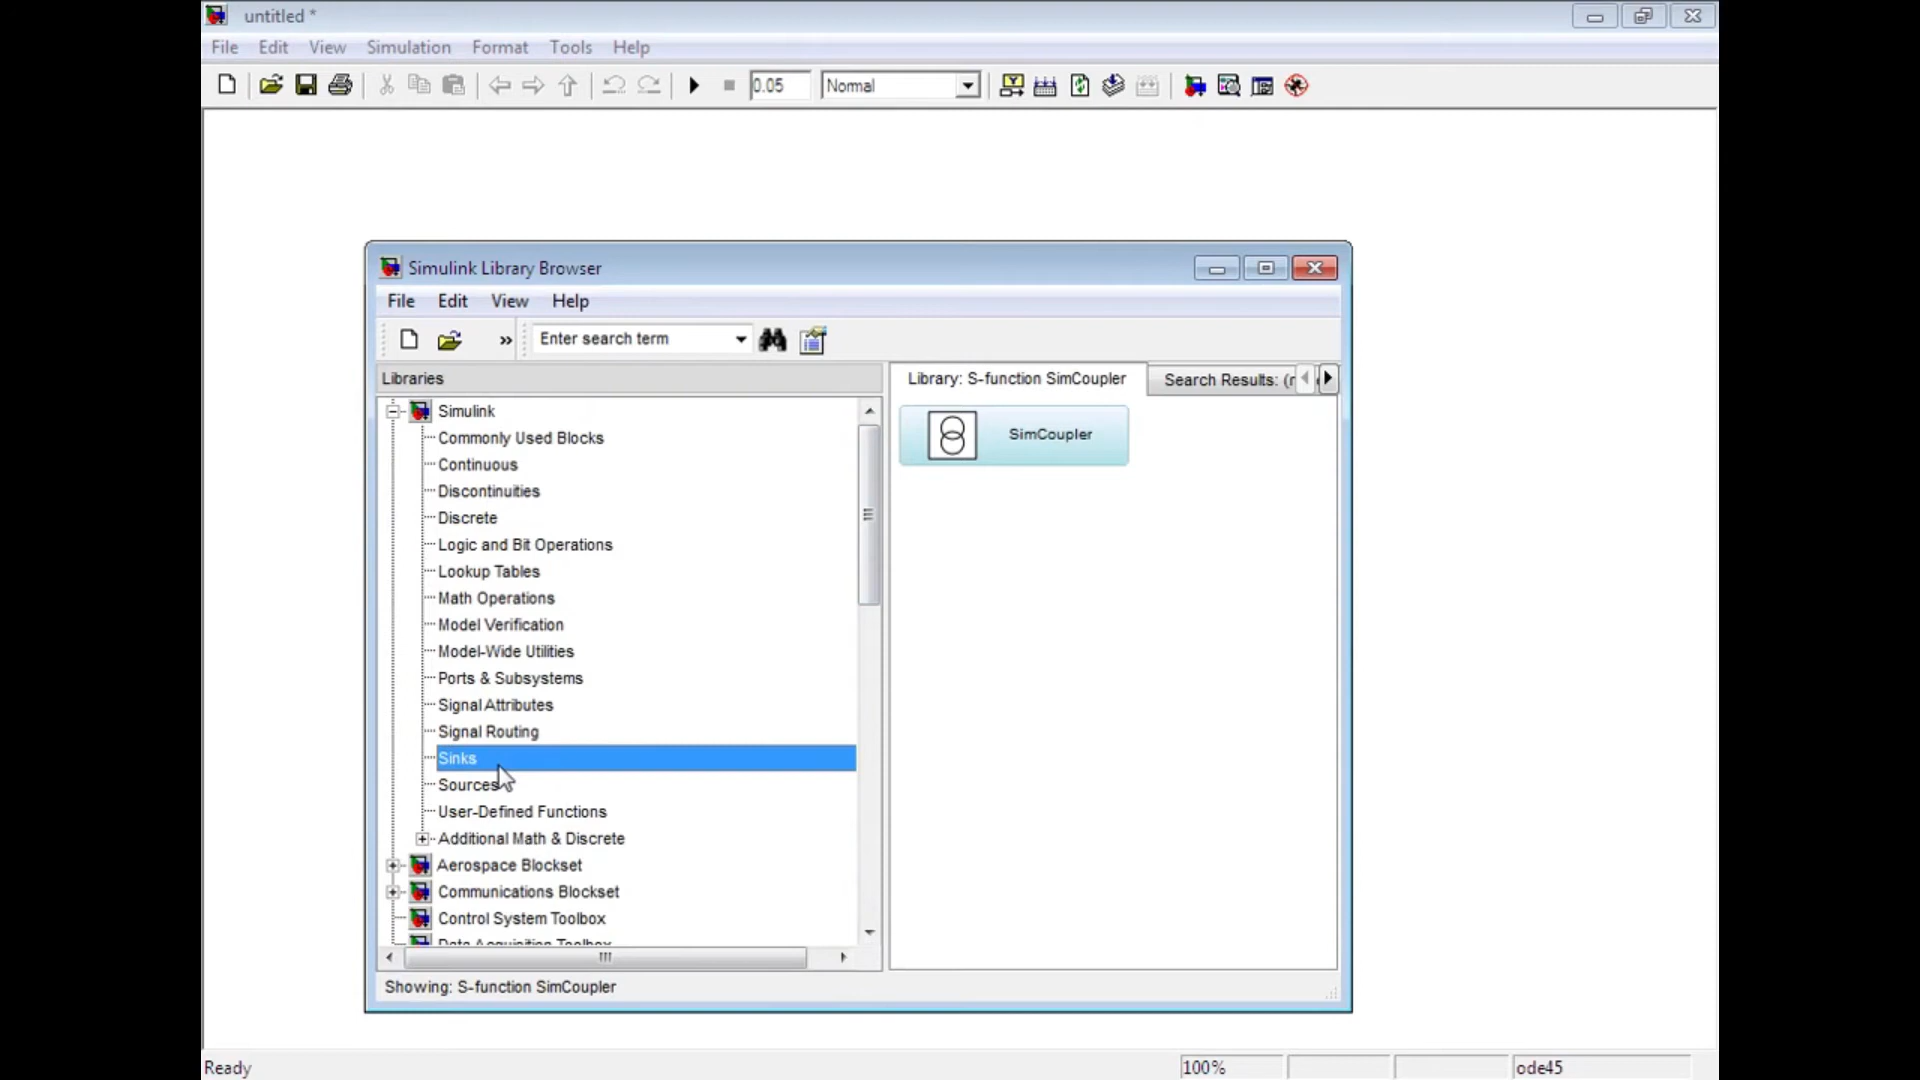 untitled *
File Edit View Simulation Format Tools Help
0.05 Normal
Simulink Library Browser
File Edit View Help
» Enter search term
Libraries
Library: S-function SimCoupler
Search Results: (
Simulink
Commonly Used Blocks
Continuous
Discontinuities
Discrete
Logic and Bit Operations
Lookup Tables
Math Operations
Model Verification
Model-Wide Utilities
Ports & Subsystems
Signal Attributes
Signal Routing
Sinks
Sources
User-Defined Functions
Additional Math & Discrete
Aerospace Blockset
Communications Blockset
Control System Toolbox
Data Acquisition Toolbox
SimCoupler
Showing: S-function SimCoupler
Ready 100% ode45